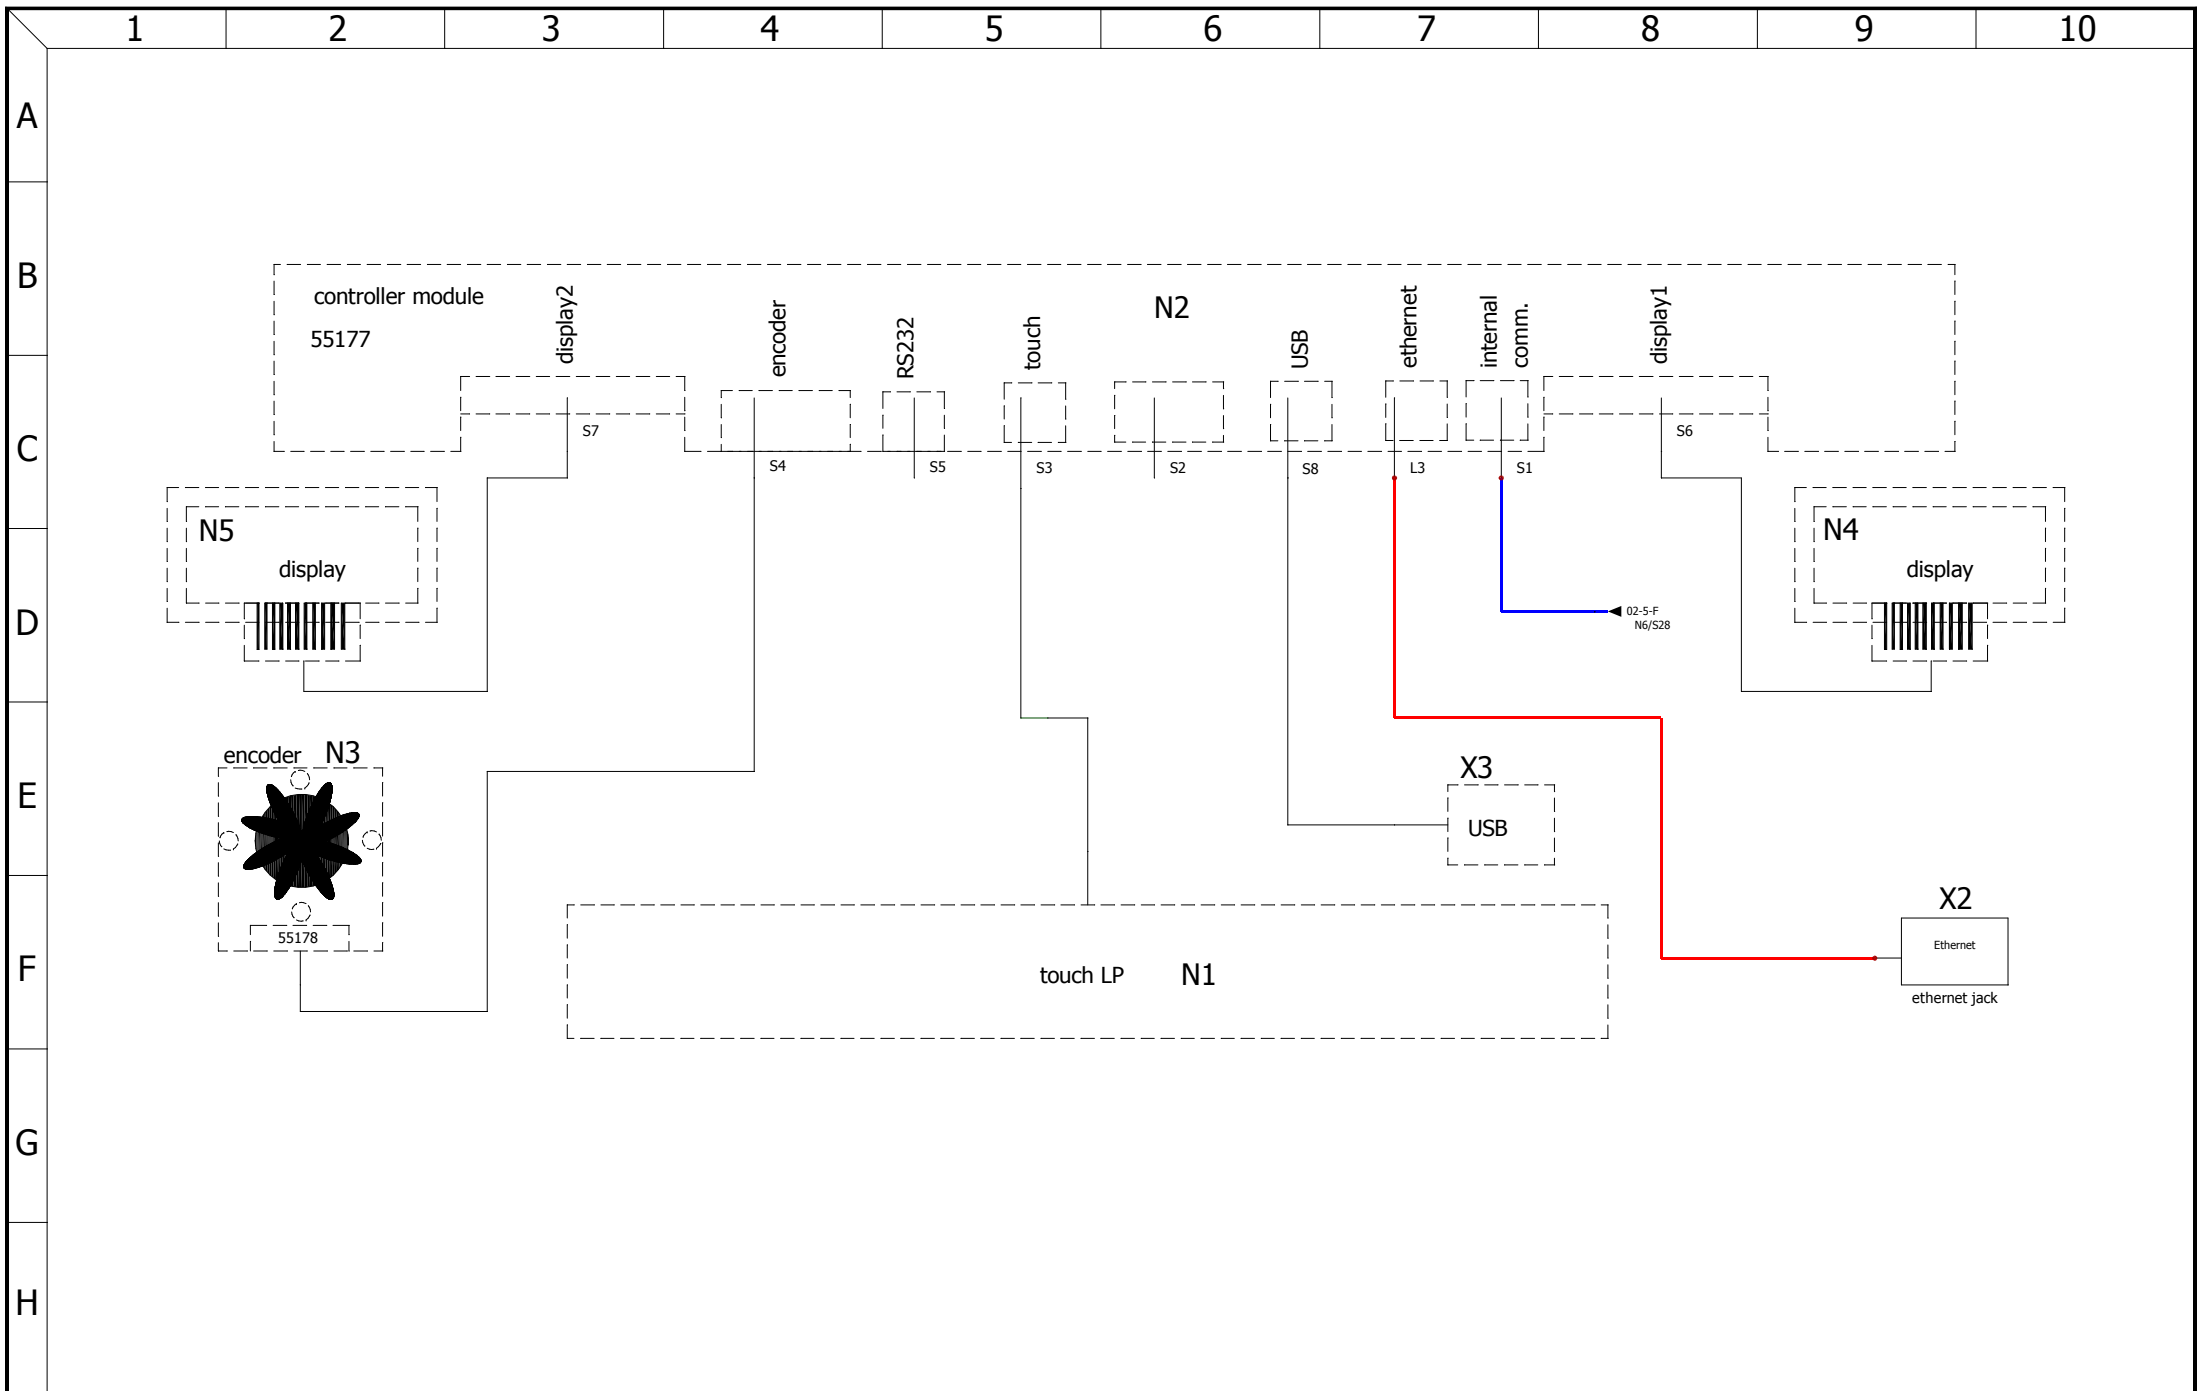 1 2 3 4 5 6 7 8 9 10
A
B
C
D
E
F
G
H
controller module
55177
display2
encoder
RS232
touch
N2
USB
ethernet
internal
comm.
display1
S7
S4
S5
S3
S2
S8
L3
S1
S6
N5
display
N4
display
02-5-F
N6/S28
encoder N3
55178
X3
USB
touch LP N1
X2
Ethernet
ethernet jack